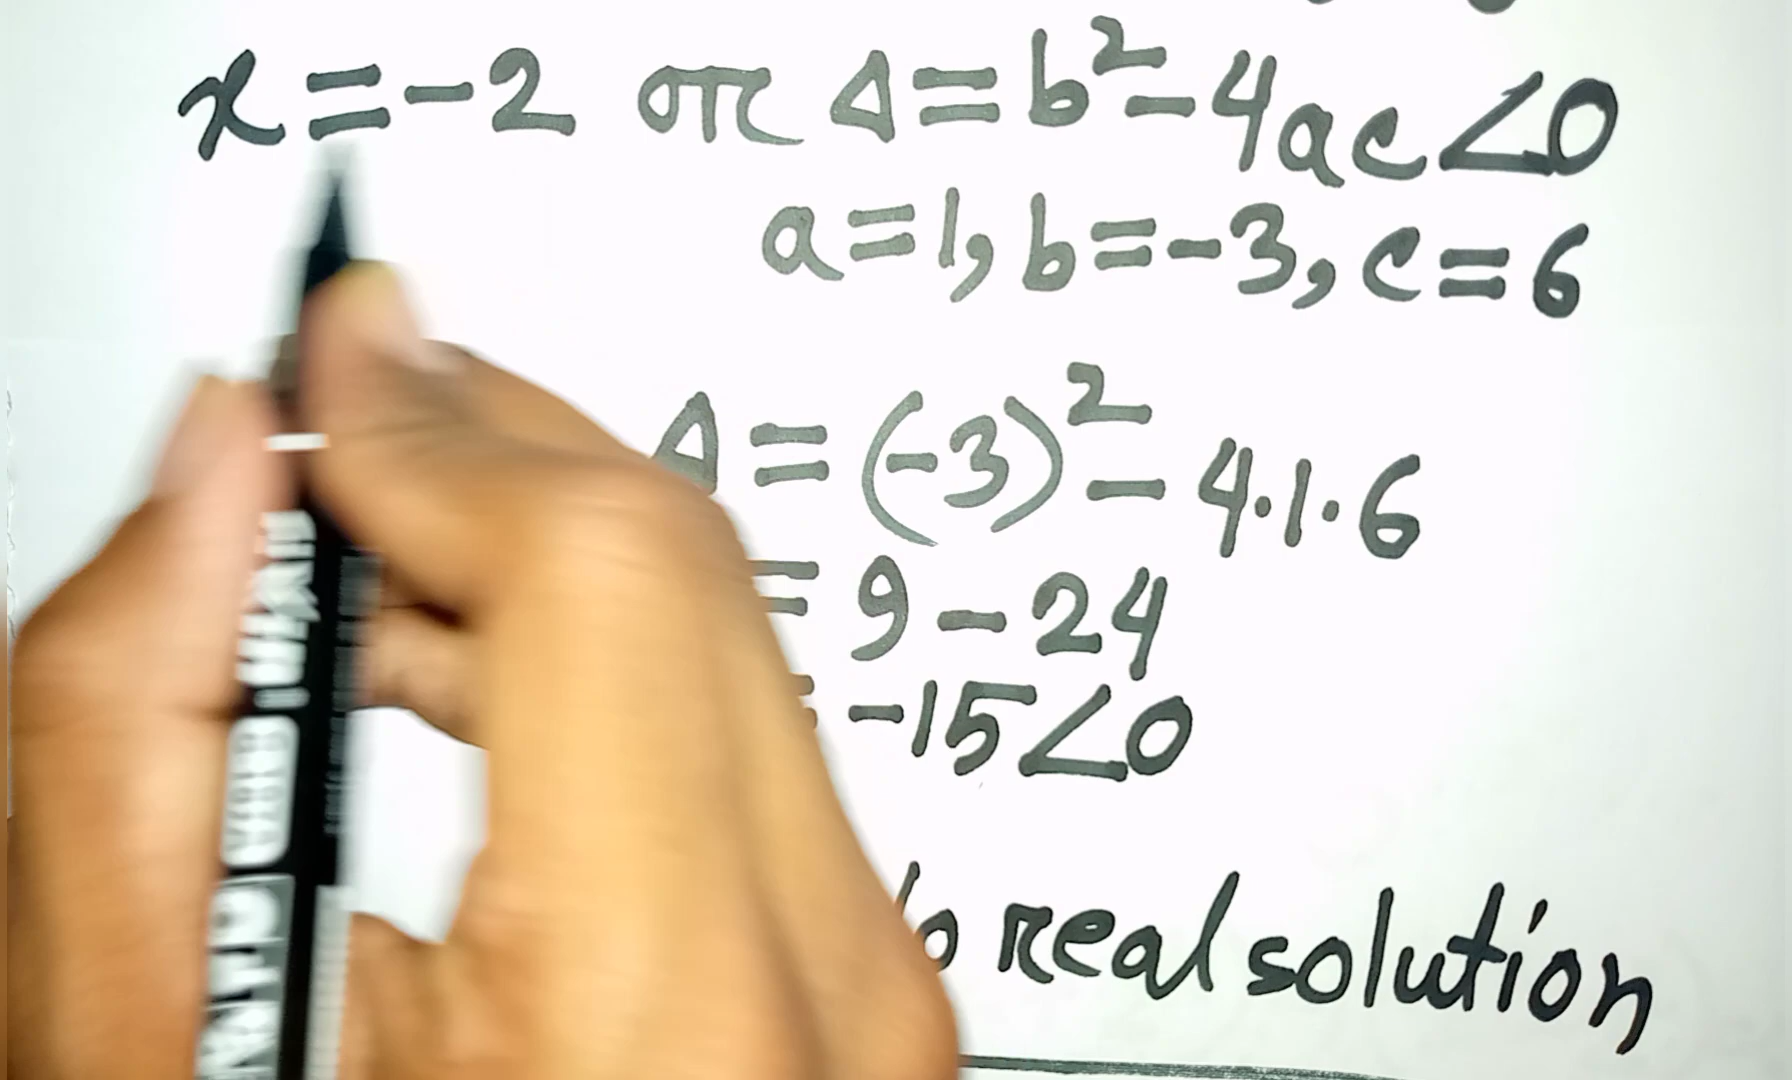 x = -2 or Δ = b² - 4ac < 0
a = 1, b = -3, c = 6
Δ = (-3)² - 4·1·6
= 9 - 24
= -15 < 0
real solution